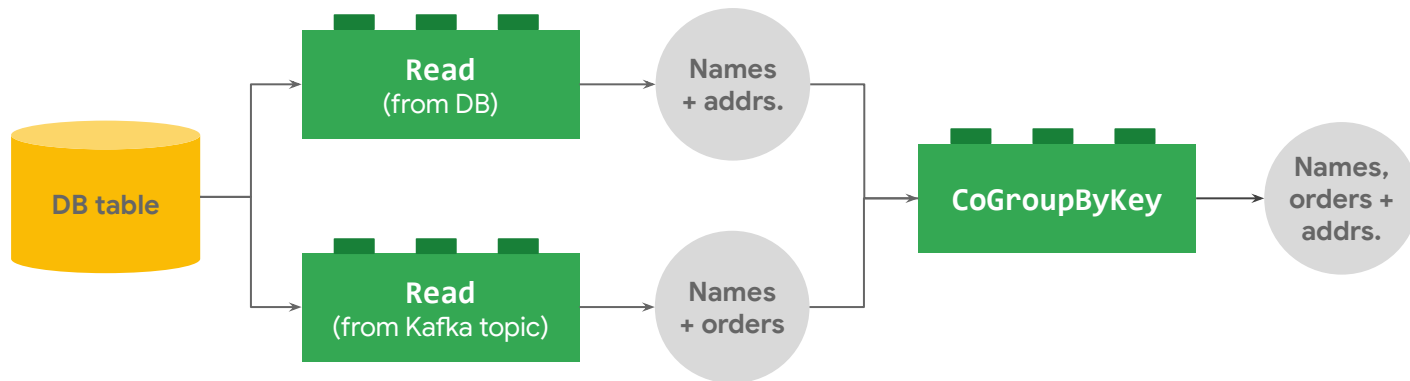 DB table
Read
(from DB)
Names
+ addrs.
Read
(from Kafka topic)
Names
+ orders
CoGroupByKey
Names,
orders +
addrs.